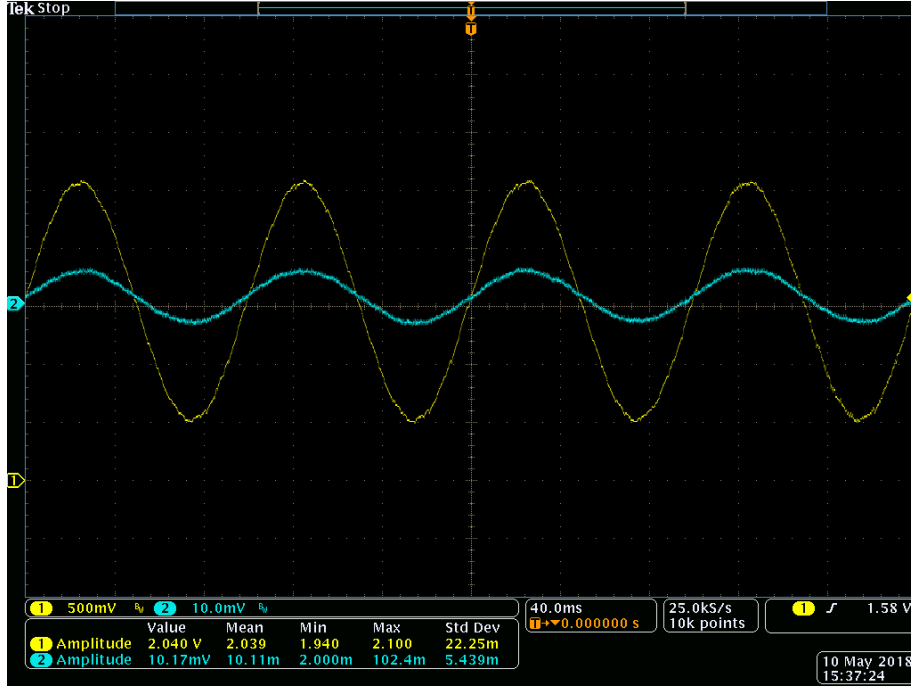 Tek Stop
T
T
2
1
1 500mV BW 2 10.0mV BW
40.0ms
T→▼0.000000 s
25.0kS/s
10k points
1 ∫ 1.58 V
Value Mean Min Max Std Dev
1 Amplitude 2.040 V 2.039 1.940 2.100 22.25m
2 Amplitude 10.17mV 10.11m 2.000m 102.4m 5.439m
10 May 2018
15:37:24